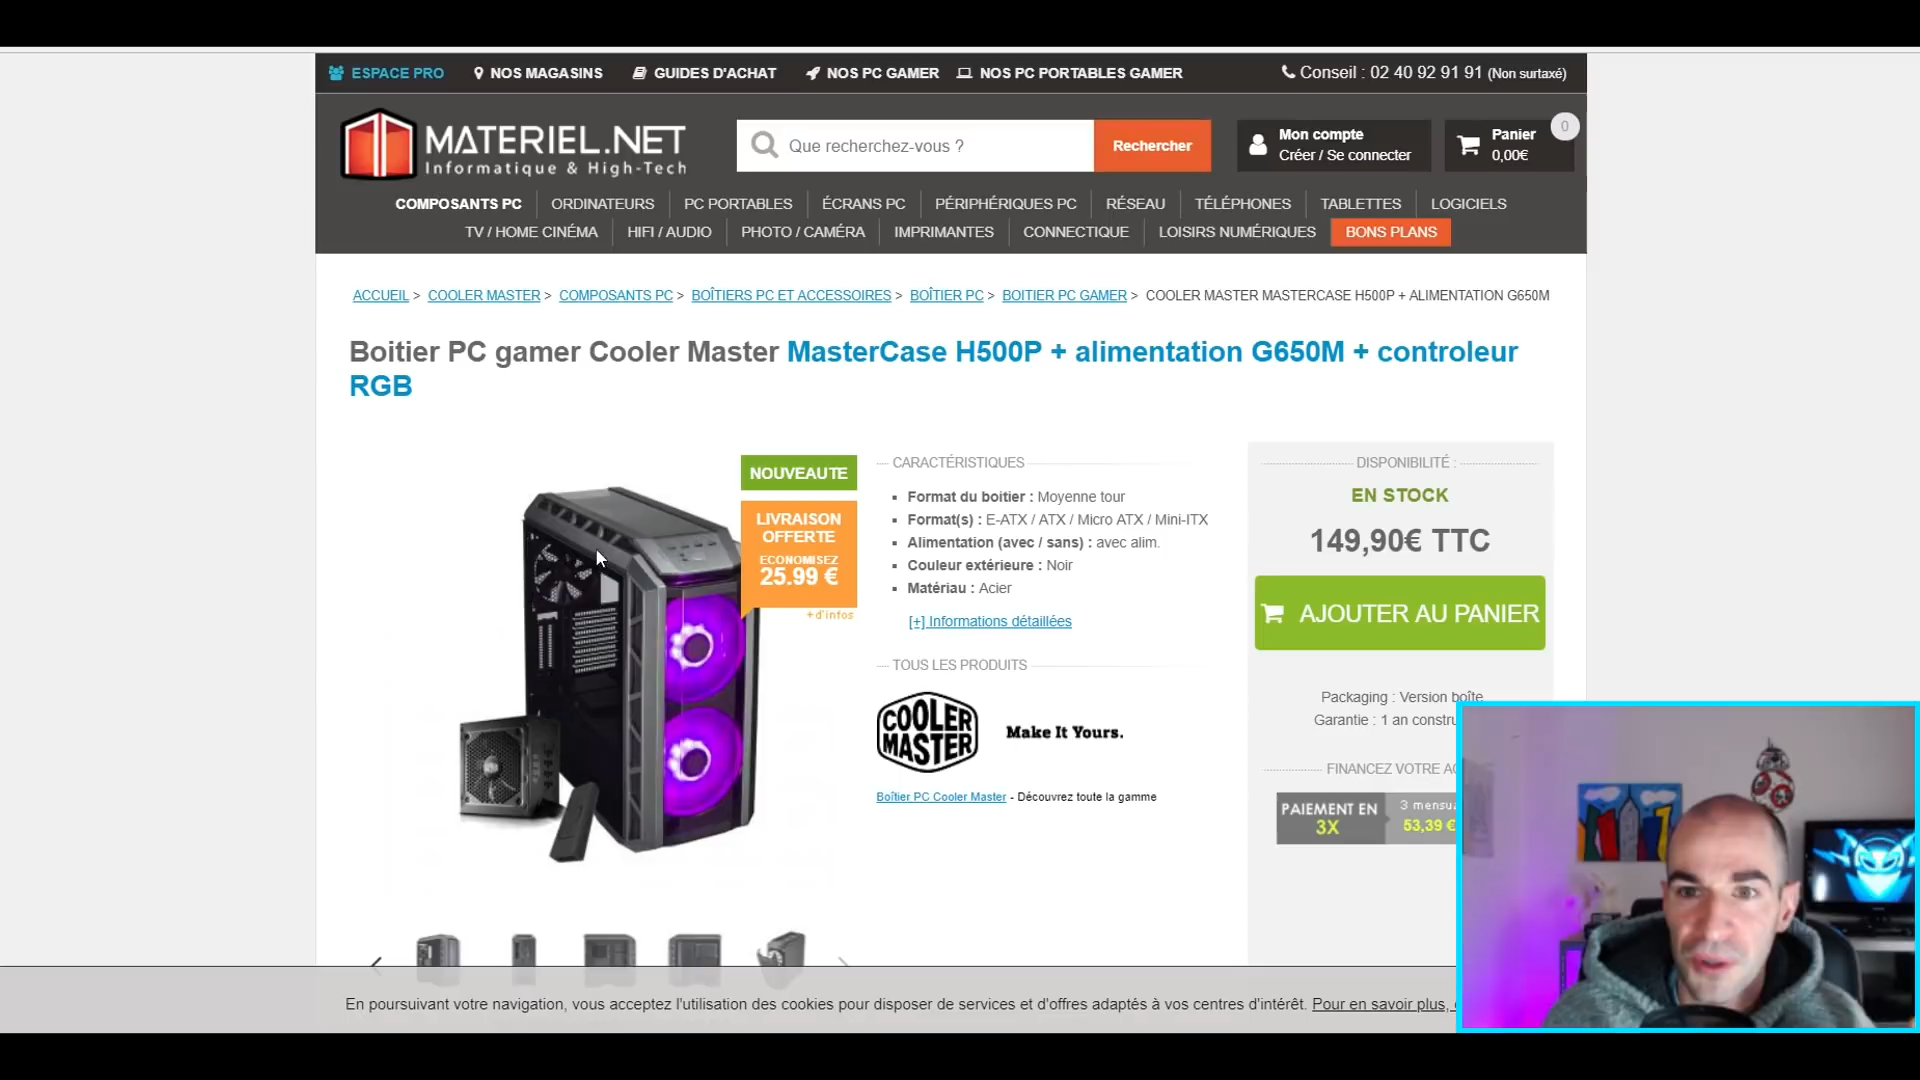 ESPACE PRO NOS MAGASINS GUIDES D'ACHAT NOS PC GAMER NOS PC PORTABLES GAMER Conseil : 02 40 92 91 91 (Non surtaxé)
MATERIEL.NET
Informatique & High-Tech
Que recherchez-vous ?
Rechercher
Mon compte
Créer / Se connecter
Panier
0,00€
0
COMPOSANTS PC ORDINATEURS PC PORTABLES ÉCRANS PC PÉRIPHÉRIQUES PC RÉSEAU TÉLÉPHONES TABLETTES LOGICIELS
TV / HOME CINÉMA HIFI / AUDIO PHOTO / CAMÉRA IMPRIMANTES CONNECTIQUE LOISIRS NUMÉRIQUES BONS PLANS
ACCUEIL > COOLER MASTER > COMPOSANTS PC > BOÎTIERS PC ET ACCESSOIRES > BOÎTIER PC > BOITIER PC GAMER > COOLER MASTER MASTERCASE H500P + ALIMENTATION G650M
Boitier PC gamer Cooler Master MasterCase H500P + alimentation G650M + controleur
RGB
NOUVEAUTE
LIVRAISON
OFFERTE
ECONOMISEZ
25.99 €
+ d'infos
CARACTÉRISTIQUES
Format du boitier : Moyenne tour
Format(s) : E-ATX / ATX / Micro ATX / Mini-ITX
Alimentation (avec / sans) : avec alim.
Couleur extérieure : Noir
Matériau : Acier
[+] Informations détaillées
TOUS LES PRODUITS
COOLER
MASTER
Make It Yours.
Boîtier PC Cooler Master - Découvrez toute la gamme
DISPONIBILITÉ :
EN STOCK
149,90€ TTC
AJOUTER AU PANIER
Packaging : Version boîte
Garantie : 1 an constru
FINANCEZ VOTRE AC
PAIEMENT EN
3X
3 mensu
53,39 €
En poursuivant votre navigation, vous acceptez l'utilisation des cookies pour disposer de services et d'offres adaptés à vos centres d'intérêt. Pour en savoir plus,